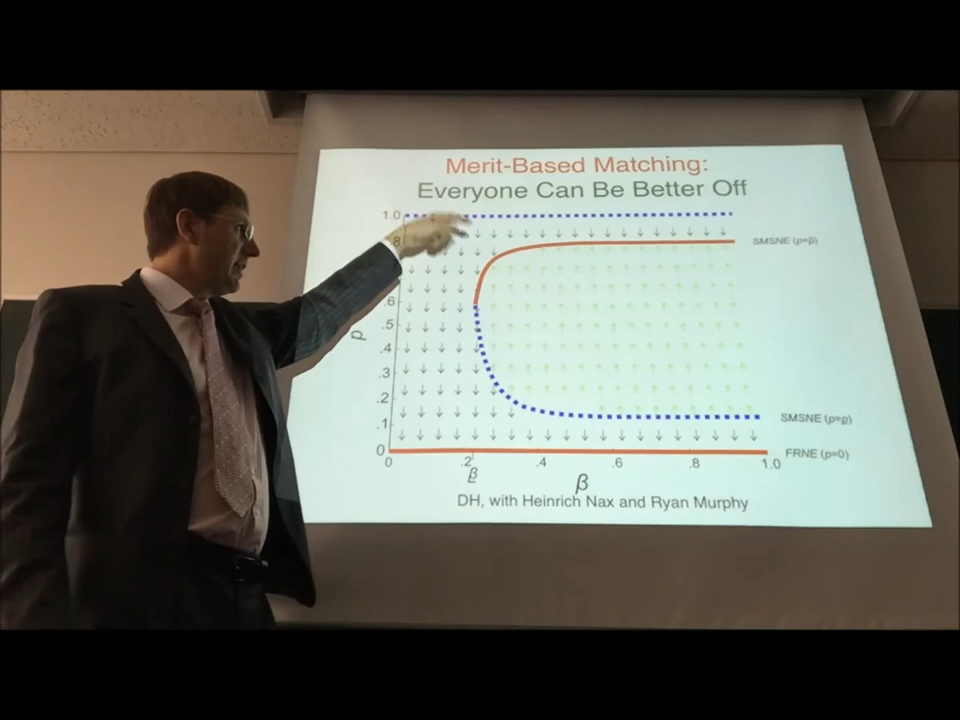 Merit-Based Matching:
Everyone Can Be Better Off
1.0
8
SMSNE (p=p̅)
.6
.5
p
.4
.3
.2
SMSNE (p=p̲)
.1
0
FRNE (p=0)
0
.2
.4
.6
.8
1.0
β̲
β
DH, with Heinrich Nax and Ryan Murphy